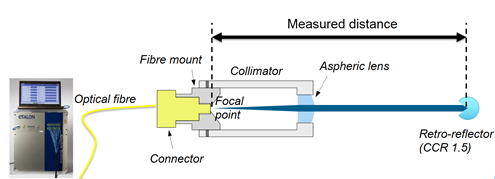 Measured distance
Fibre mount
Collimator
Aspheric lens
Optical fibre
Focal
point
ETALON
Connector
Retro-reflector
(CCR 1.5)